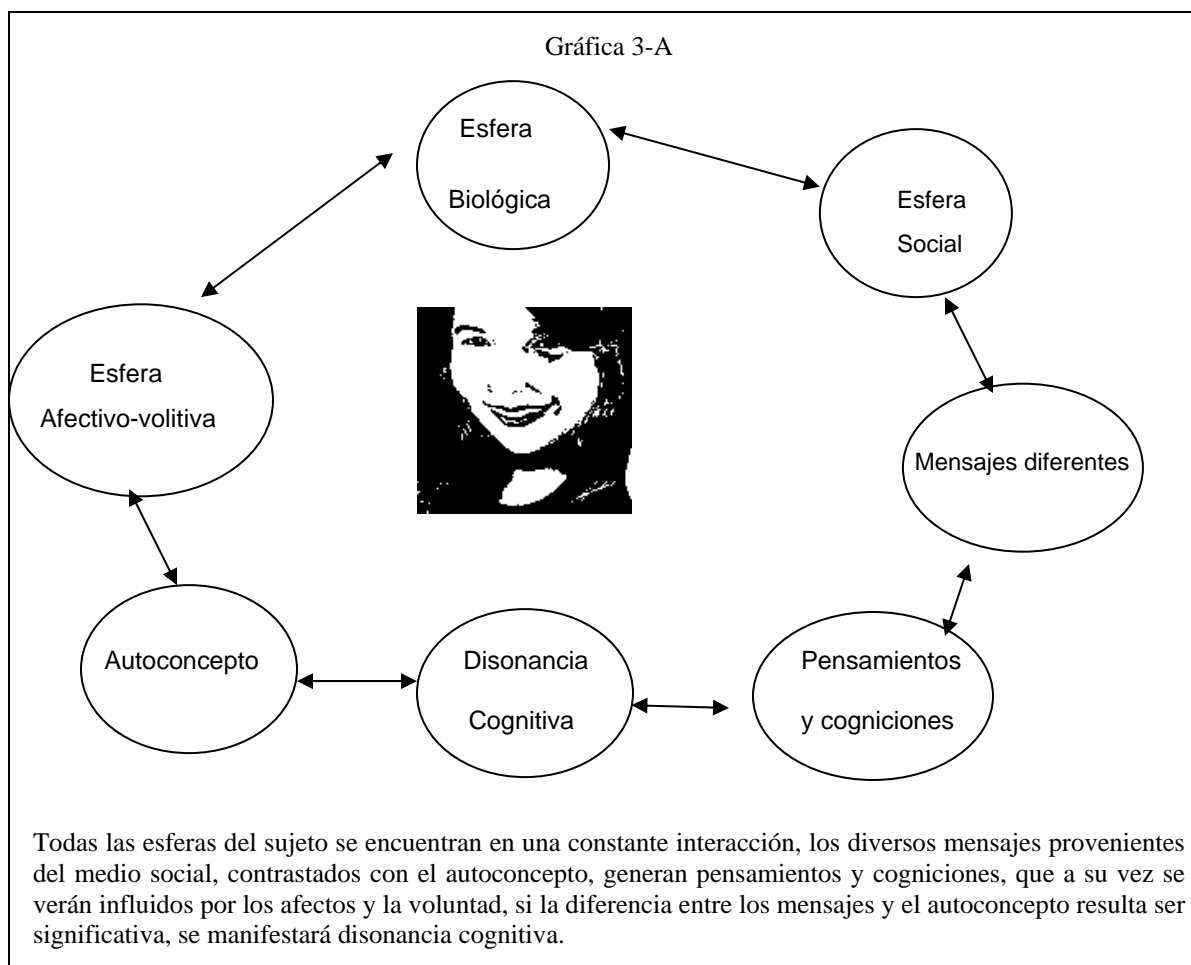 Gráfica 3-A
Esfera
Biológica
Esfera
Social
Esfera
Afectivo-volitiva
Mensajes diferentes
Autoconcepto
Disonancia
Cognitiva
Pensamientos
y cogniciones
Todas las esferas del sujeto se encuentran en una constante interacción, los diversos mensajes provenientes
del medio social, contrastados con el autoconcepto, generan pensamientos y cogniciones, que a su vez se
verán influidos por los afectos y la voluntad, si la diferencia entre los mensajes y el autoconcepto resulta ser
significativa, se manifestará disonancia cognitiva.